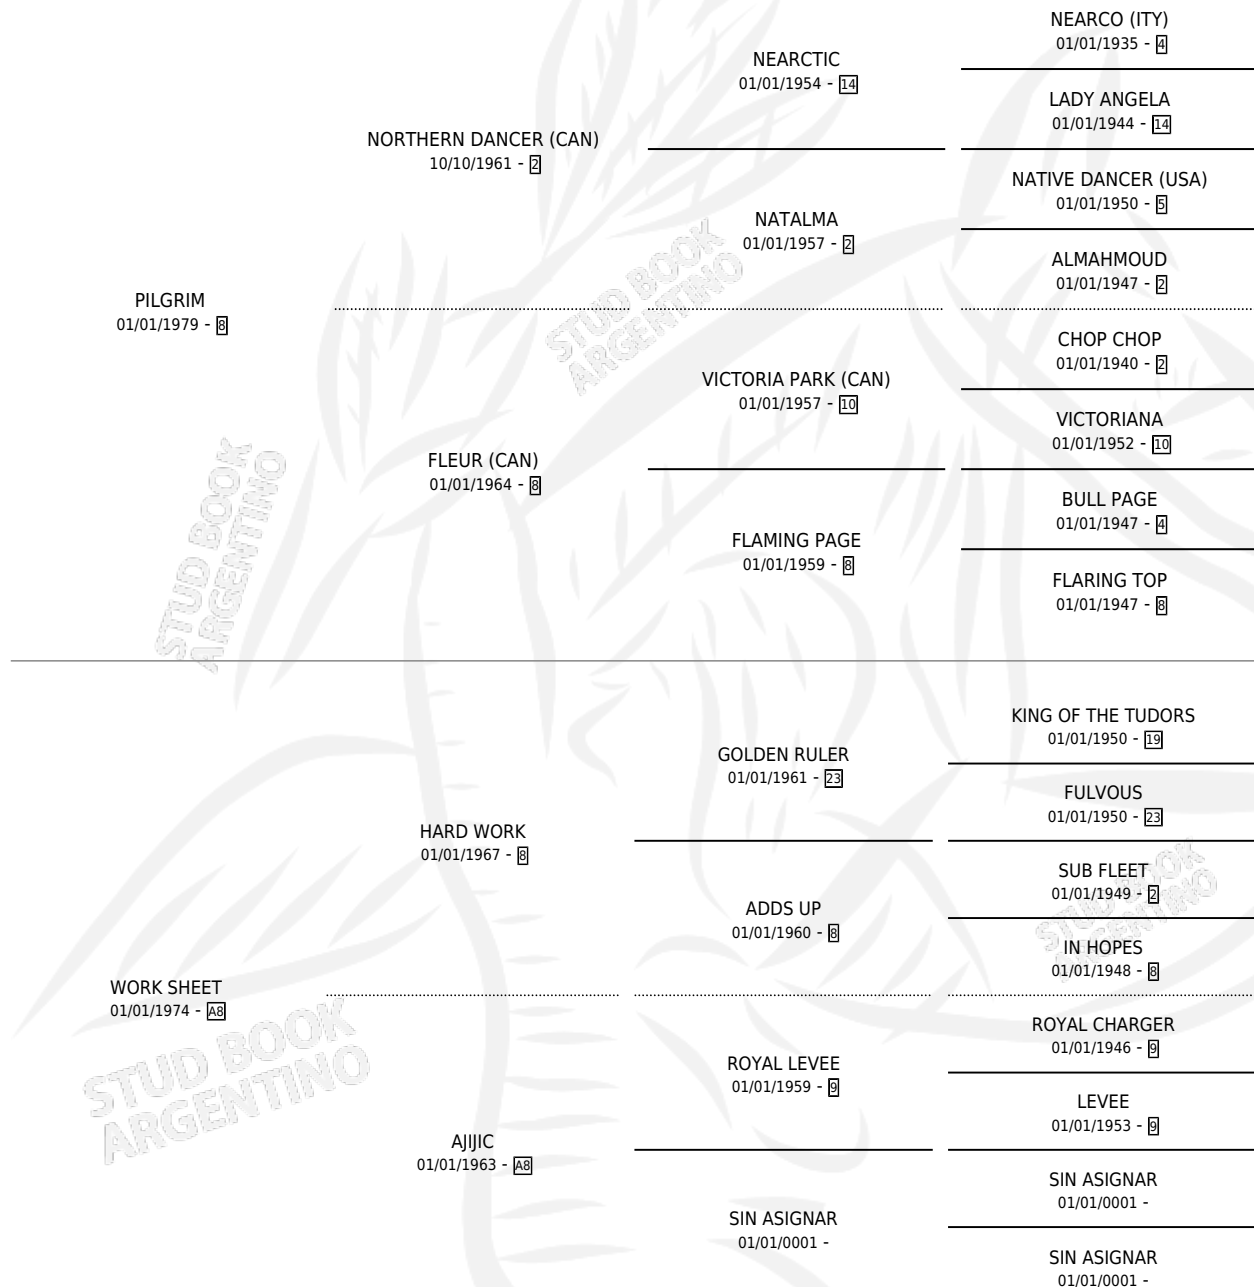 NEARCO (ITY)
01/01/1935 - 4
NEARCTIC
01/01/1954 - 14
LADY ANGELA
01/01/1944 - 14
NORTHERN DANCER (CAN)
10/10/1961 - 2
NATIVE DANCER (USA)
01/01/1950 - 5
NATALMA
01/01/1957 - 2
ALMAHMOUD
01/01/1947 - 2
PILGRIM
01/01/1979 - 8
CHOP CHOP
01/01/1940 - 2
VICTORIA PARK (CAN)
01/01/1957 - 10
VICTORIANA
01/01/1952 - 10
FLEUR (CAN)
01/01/1964 - 8
BULL PAGE
01/01/1947 - 4
FLAMING PAGE
01/01/1959 - 8
FLARING TOP
01/01/1947 - 8
KING OF THE TUDORS
01/01/1950 - 19
GOLDEN RULER
01/01/1961 - 23
FULVOUS
01/01/1950 - 23
HARD WORK
01/01/1967 - 8
SUB FLEET
01/01/1949 - 2
ADDS UP
01/01/1960 - 8
IN HOPES
01/01/1948 - 8
WORK SHEET
01/01/1974 - A8
ROYAL CHARGER
01/01/1946 - 9
ROYAL LEVEE
01/01/1959 - 9
LEVEE
01/01/1953 - 9
AJIJIC
01/01/1963 - A8
SIN ASIGNAR
01/01/0001 -
SIN ASIGNAR
01/01/0001 -
SIN ASIGNAR
01/01/0001 -
STUD BOOK
ARGENTINO
STUD BOOK
ARGENTINO
STUD BOOK
ARGENTINO
STUD BOOK
ARGENTINO